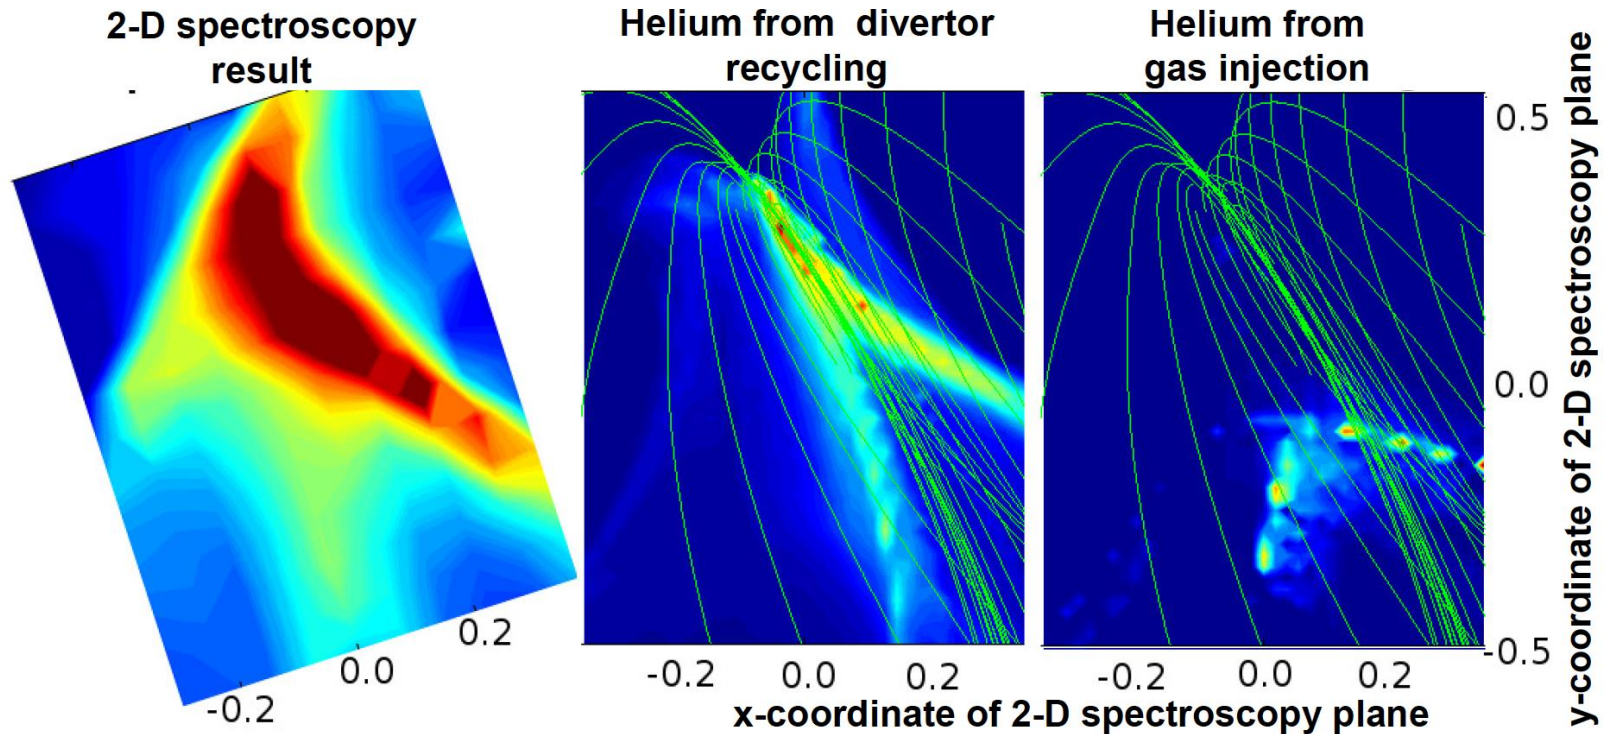 2-D spectroscopy
result
Helium from divertor
recycling
Helium from
gas injection
-0.2
0.0
0.2
-0.2
0.0
0.2
-0.2
0.0
0.2
x-coordinate of 2-D spectroscopy plane
0.5
0.0
-0.5
y-coordinate of 2-D spectroscopy plane